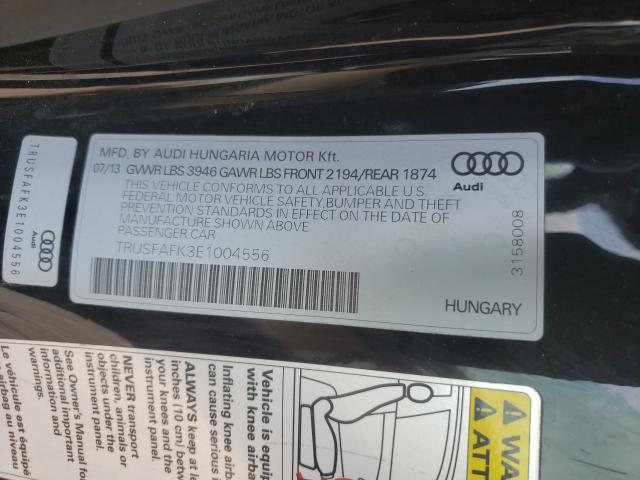 MFD. BY AUDI HUNGARIA MOTOR Kft.
07/13 GVWR LBS 3946 GAWR LBS FRONT 2194/REAR 1874
THIS VEHICLE CONFORMS TO ALL APPLICABLE U.S.
FEDERAL MOTOR VEHICLE SAFETY,BUMPER AND THEFT
PREVENTION STANDARDS IN EFFECT ON THE DATE OF
MANUFACTURE SHOWN ABOVE
PASSENGER CAR
TRUSFAFK3E1004556
Audi
3158008
HUNGARY
TRUSFAFK3E1004556
Audi
Vehicle is equipe
with knee airba
Inflating knee airb
can cause serious i
ALWAYS keep at le
inches (10 cm) betw
your knees and the
instrument panel.
NEVER transport
children, animals or
objects under the
instrument panel.
See Owner's Manual fo
additional important
information and
warnings.
Le véhicule est équipé
airbag au niveau
WA
ATT